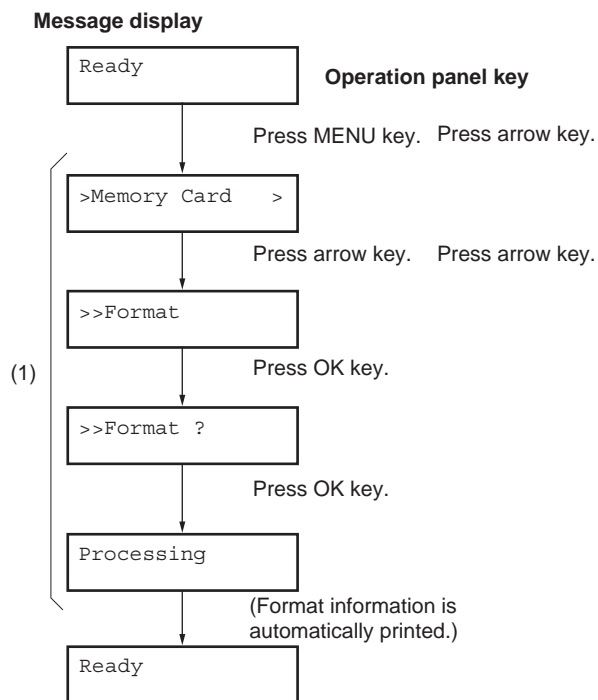 Message display
Ready
Operation panel key
Press MENU key. Press arrow key.
>Memory Card >
Press arrow key. Press arrow key.
>>Format
(1)
Press OK key.
>>Format ?
Press OK key.
Processing
(Format information is
automatically printed.)
Ready